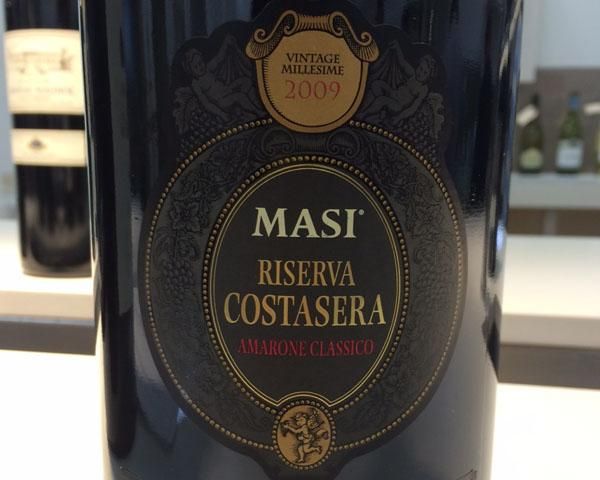 VINTAGE
MILLESIME
2009
MASI®
RISERVA
COSTASERA
AMARONE CLASSICO